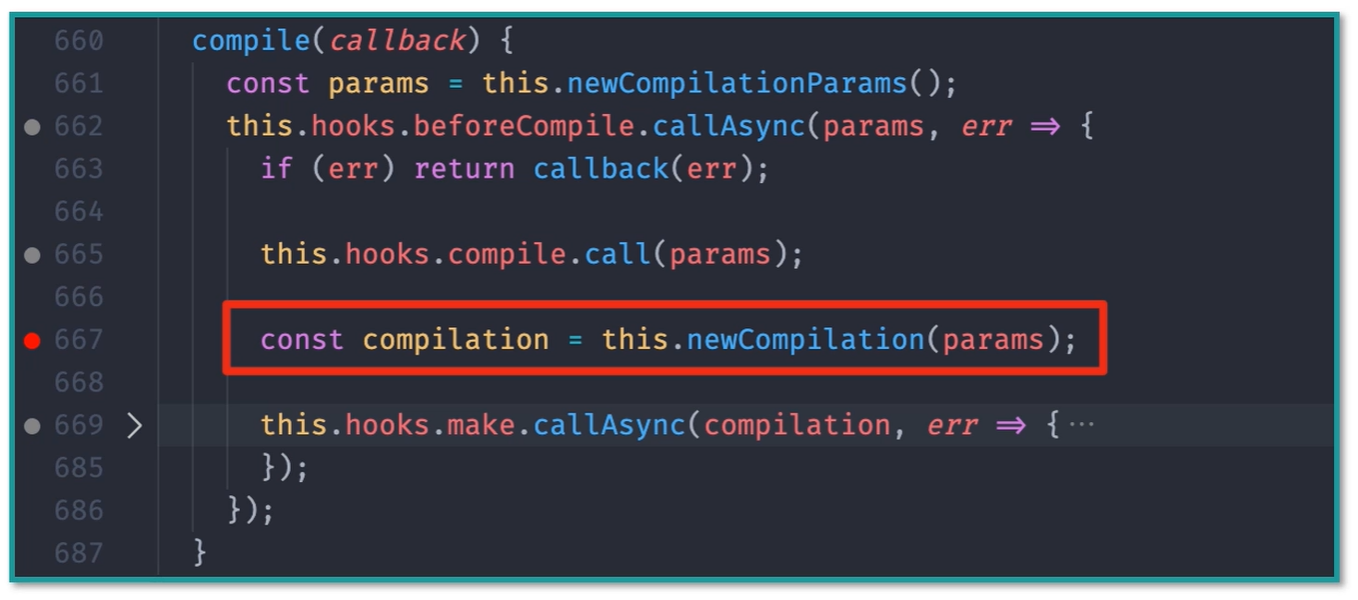 660 compile(callback) {
661 const params = this.newCompilationParams();
662 this.hooks.beforeCompile.callAsync(params, err ⇒ {
663 if (err) return callback(err);
664
665 this.hooks.compile.call(params);
666
667 const compilation = this.newCompilation(params);
668
669 this.hooks.make.callAsync(compilation, err ⇒ {···
685 });
686 });
687 }